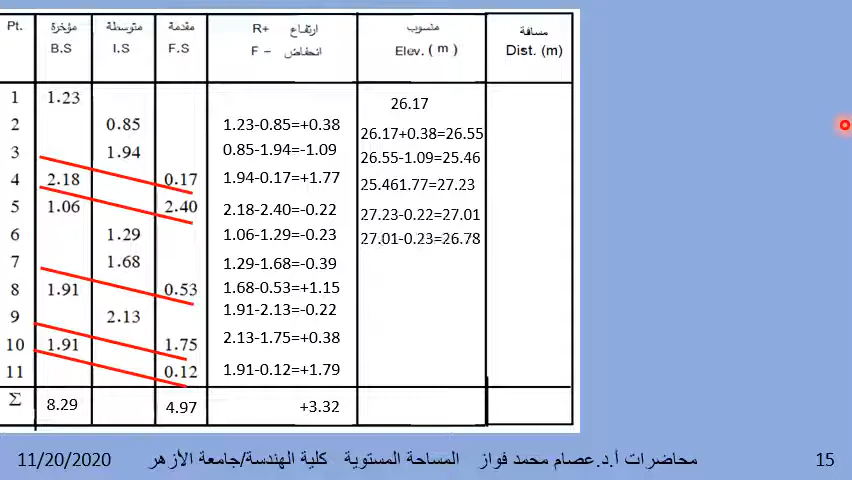 Pt. مؤخرة متوسطة مقدمة R+ ارتفاع منسوب مسافة
B.S I.S F.S F – انخفاض Elev. ( m ) Dist. (m)
1 1.23 26.17
2 0.85 1.23-0.85=+0.38 26.17+0.38=26.55
3 1.94 0.85-1.94=-1.09 26.55-1.09=25.46
4 2.18 0.17 1.94-0.17=+1.77 25.461.77=27.23
5 1.06 2.40 2.18-2.40=-0.22 27.23-0.22=27.01
6 1.29 1.06-1.29=-0.23 27.01-0.23=26.78
7 1.68 1.29-1.68=-0.39
8 1.91 0.53 1.68-0.53=+1.15
9 2.13 1.91-2.13=-0.22
10 1.91 1.75 2.13-1.75=+0.38
11 0.12 1.91-0.12=+1.79
Σ 8.29 4.97 +3.32
11/20/2020 محاضرات أ.د.عصام محمد فواز المساحة المستوية كلية الهندسة/جامعة الأزهر 15